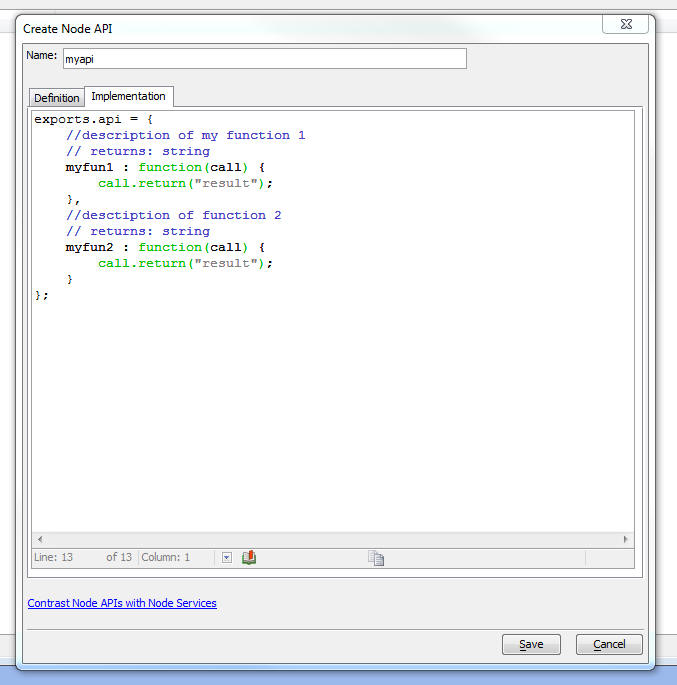 Create Node API
Name: myapi
Definition Implementation
exports.api = {
    //description of my function 1
    // returns: string
    myfun1 : function(call) {
        call.return("result");
    },
    //desctiption of function 2
    // returns: string
    myfun2 : function(call) {
        call.return("result");
    }
};
Line: 13 of 13 Column: 1
Contrast Node APIs with Node Services
Save Cancel